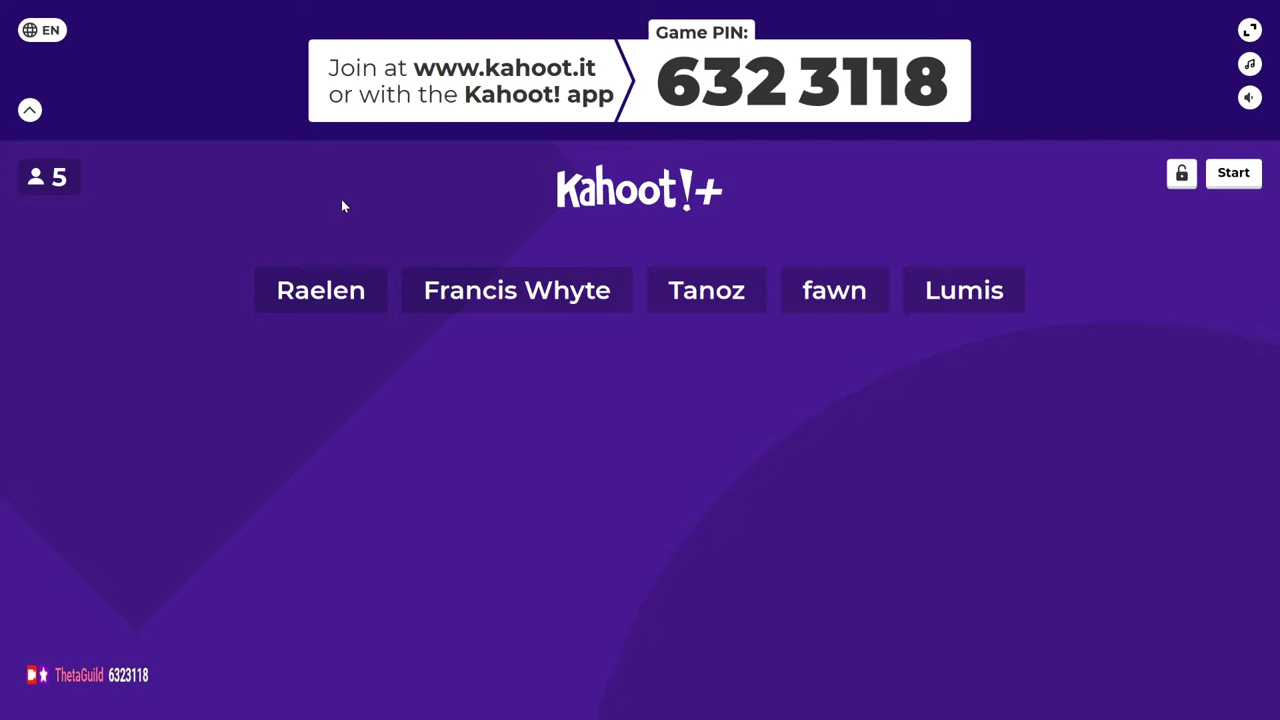 EN
Game PIN:
Join at www.kahoot.it
or with the Kahoot! app
632 3118
5
Kahoot!+
Start
Raelen
Francis Whyte
Tanoz
fawn
Lumis
ThetaGuild 6323118